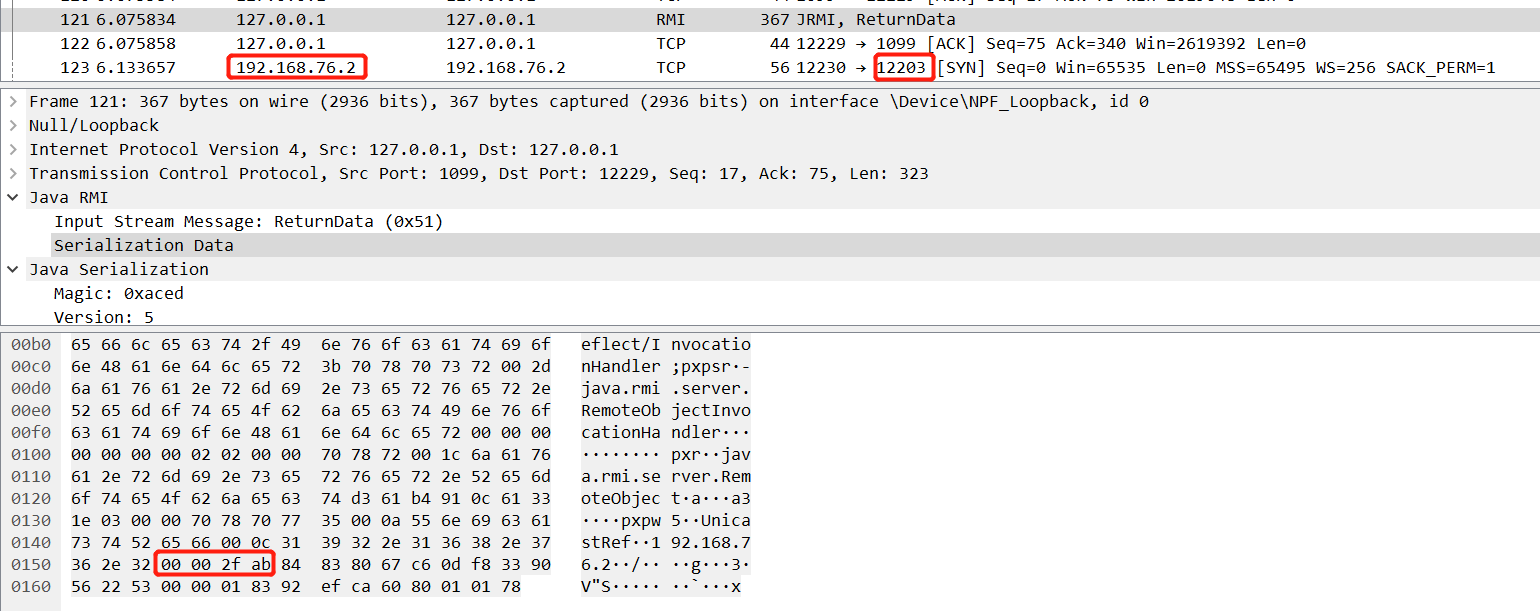 121 6.075834 127.0.0.1 127.0.0.1 RMI 367 JRMI, ReturnData
122 6.075858 127.0.0.1 127.0.0.1 TCP 44 12229 → 1099 [ACK] Seq=75 Ack=340 Win=2619392 Len=0
123 6.133657 192.168.76.2 192.168.76.2 TCP 56 12230 → 12203 [SYN] Seq=0 Win=65535 Len=0 MSS=65495 WS=256 SACK_PERM=1
Frame 121: 367 bytes on wire (2936 bits), 367 bytes captured (2936 bits) on interface \Device\NPF_Loopback, id 0
Null/Loopback
Internet Protocol Version 4, Src: 127.0.0.1, Dst: 127.0.0.1
Transmission Control Protocol, Src Port: 1099, Dst Port: 12229, Seq: 17, Ack: 75, Len: 323
Java RMI
Input Stream Message: ReturnData (0x51)
Serialization Data
Java Serialization
Magic: 0xaced
Version: 5
00b0 65 66 6c 65 63 74 2f 49 6e 76 6f 63 61 74 69 6f eflect/I nvocatio
00c0 6e 48 61 6e 64 6c 65 72 3b 70 78 70 73 72 00 2d nHandler ;pxpsr·-
00d0 6a 61 76 61 2e 72 6d 69 2e 73 65 72 76 65 72 2e java.rmi .server.
00e0 52 65 6d 6f 74 65 4f 62 6a 65 63 74 49 6e 76 6f RemoteOb jectInvo
00f0 63 61 74 69 6f 6e 48 61 6e 64 6c 65 72 00 00 00 cationHa ndler···
0100 00 00 00 00 02 02 00 00 70 78 72 00 1c 6a 61 76 ········ pxr··jav
0110 61 2e 72 6d 69 2e 73 65 72 76 65 72 2e 52 65 6d a.rmi.se rver.Rem
0120 6f 74 65 4f 62 6a 65 63 74 d3 61 b4 91 0c 61 33 oteObjec t·a···a3
0130 1e 03 00 00 70 78 70 77 35 00 0a 55 6e 69 63 61 ····pxpw 5··Unica
0140 73 74 52 65 66 00 0c 31 39 32 2e 31 36 38 2e 37 stRef··1 92.168.7
0150 36 2e 32 00 00 2f ab 84 83 80 67 c6 0d f8 33 90 6.2··/·· ··g···3·
0160 56 22 53 00 00 01 83 92 ef ca 60 80 01 01 78 V"S····· ··`···x